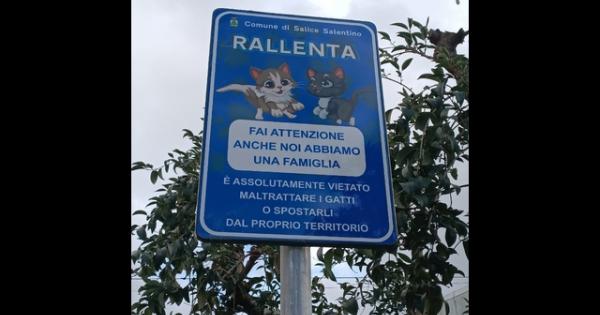 Comune di Salice Salentino
RALLENTA
FAI ATTENZIONE
ANCHE NOI ABBIAMO
UNA FAMIGLIA
È ASSOLUTAMENTE VIETATO
MALTRATTARE I GATTI
O SPOSTARLI
DAL PROPRIO TERRITORIO